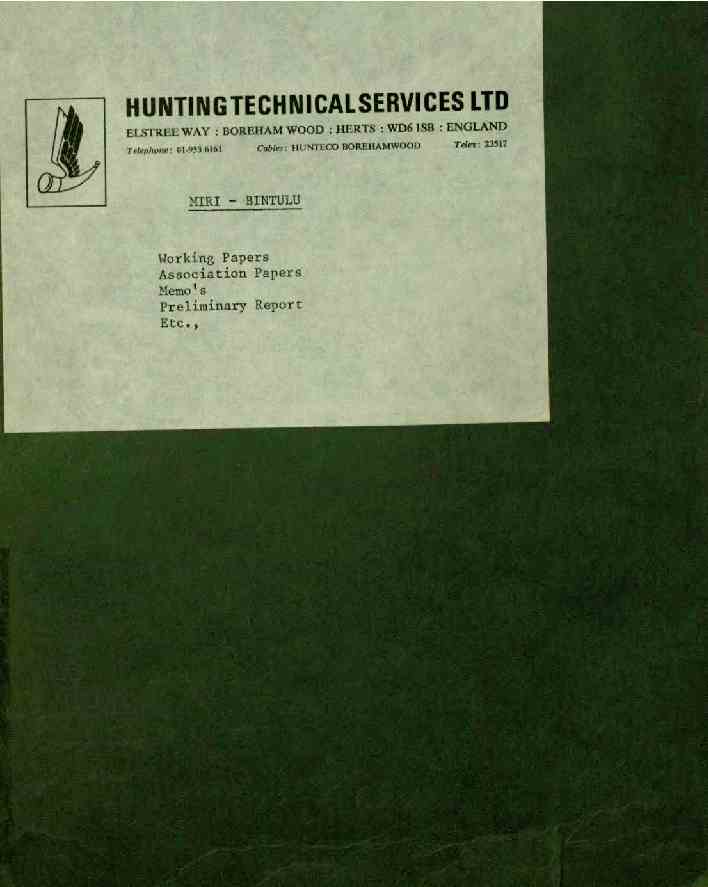 HUNTING TECHNICAL SERVICES LTD
ELSTREE WAY : BOREHAM WOOD : HERTS : WD6 1SB : ENGLAND
Telephone: 01-953 6161 Cables: HUNTECO BOREHAMWOOD Telex: 23517
MIRI - BINTULU
Working Papers
Association Papers
Memo's
Preliminary Report
Etc.,